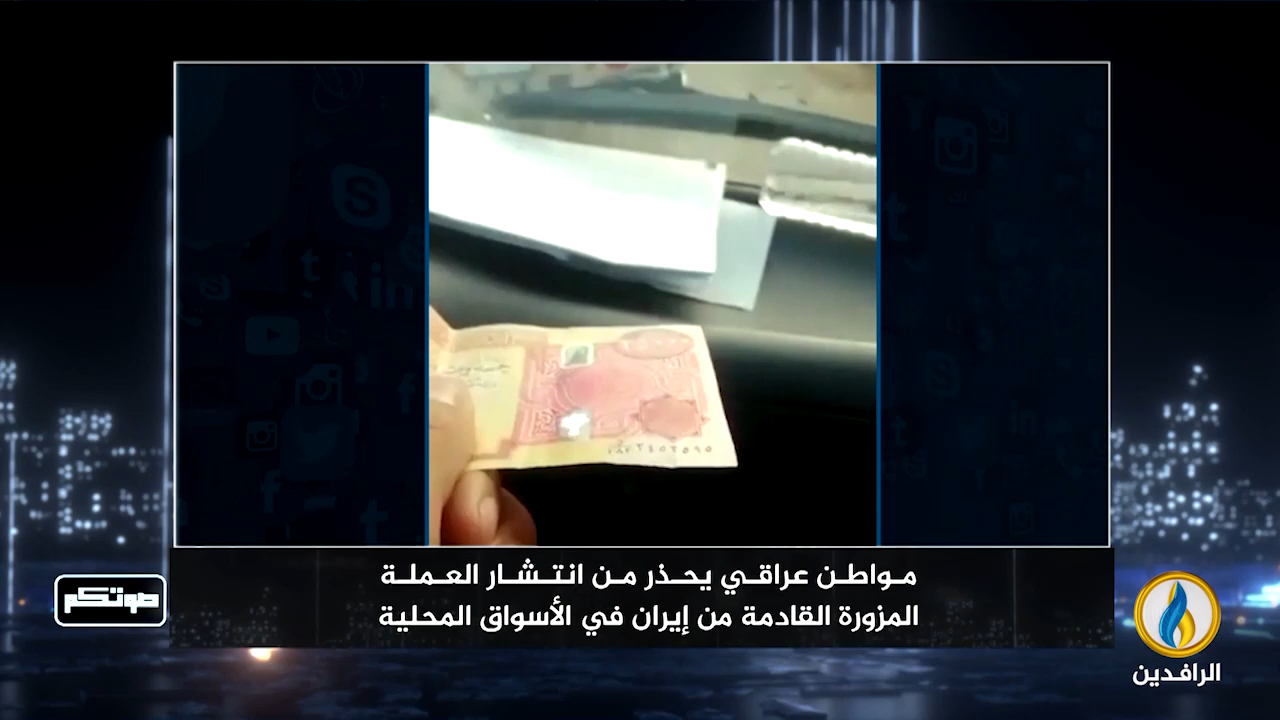 مواطن عراقي يحذر من انتشار العملة
المزورة القادمة من إيران في الأسواق المحلية
صوتكم
الرافدين